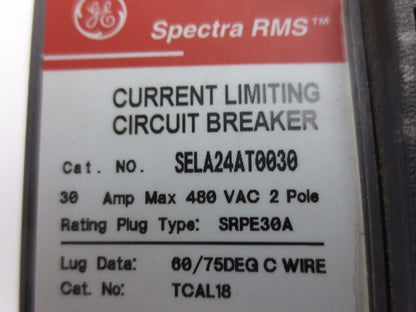 GE
Spectra RMS™
CURRENT LIMITING
CIRCUIT BREAKER
Cat. NO. SELA24AT0030
30 Amp Max 480 VAC 2 Pole
Rating Plug Type: SRPE30A
Lug Data: 60/75DEG C WIRE
Cat. No: TCAL18